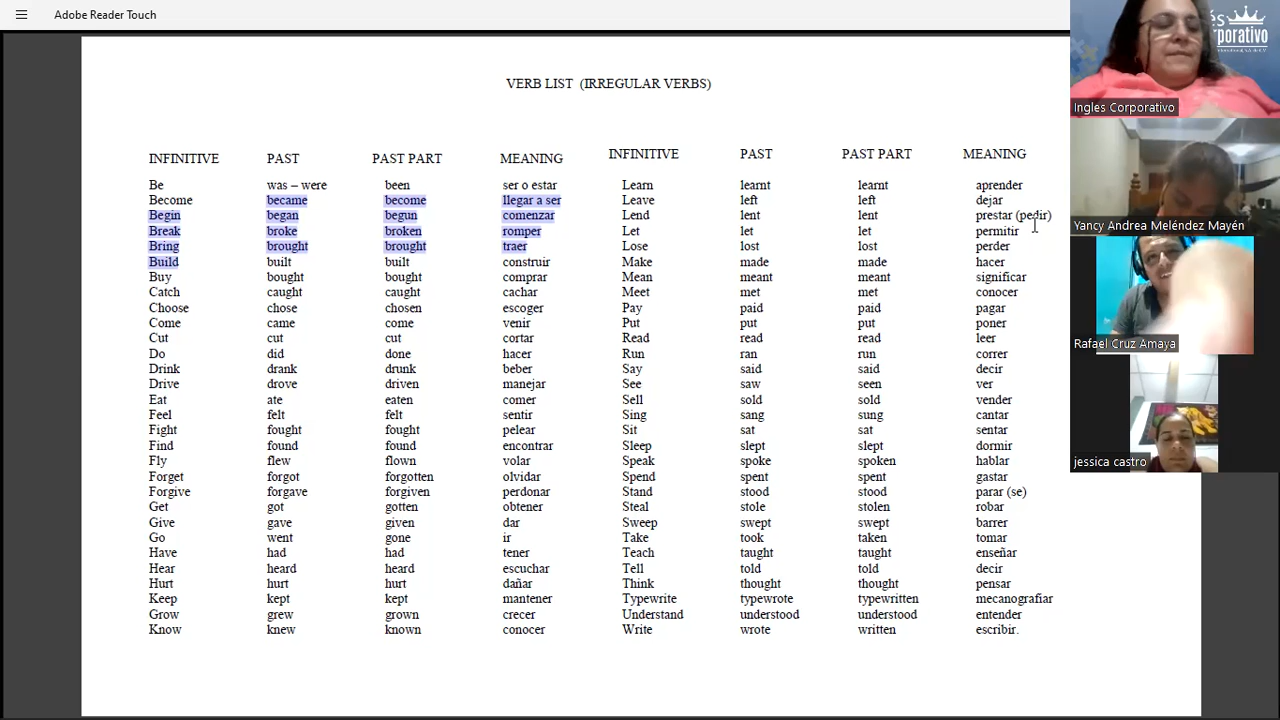 Adobe Reader Touch
VERB LIST (IRREGULAR VERBS)
INFINITIVE PAST PAST PART MEANING INFINITIVE PAST PAST PART MEANING
Be was – were been ser o estar Learn learnt learnt aprender
Become became become llegar a ser Leave left left dejar
Begin began begun comenzar Lend lent lent prestar (pedir)
Break broke broken romper Let let let permitir
Bring brought brought traer Lose lost lost perder
Build built built construir Make made made hacer
Buy bought bought comprar Mean meant meant significar
Catch caught caught cachar Meet met met conocer
Choose chose chosen escoger Pay paid paid pagar
Come came come venir Put put put poner
Cut cut cut cortar Read read read leer
Do did done hacer Run ran run correr
Drink drank drunk beber Say said said decir
Drive drove driven manejar See saw seen ver
Eat ate eaten comer Sell sold sold vender
Feel felt felt sentir Sing sang sung cantar
Fight fought fought pelear Sit sat sat sentar
Find found found encontrar Sleep slept slept dormir
Fly flew flown volar Speak spoke spoken hablar
Forget forgot forgotten olvidar Spend spent spent gastar
Forgive forgave forgiven perdonar Stand stood stood parar (se)
Get got gotten obtener Steal stole stolen robar
Give gave given dar Sweep swept swept barrer
Go went gone ir Take took taken tomar
Have had had tener Teach taught taught enseñar
Hear heard heard escuchar Tell told told decir
Hurt hurt hurt dañar Think thought thought pensar
Keep kept kept mantener Typewrite typewrote typewritten mecanografiar
Grow grew grown crecer Understand understood understood entender
Know knew known conocer Write wrote written escribir.
Ingles Corporativo
Yancy Andrea Meléndez Mayén
Rafael Cruz Amaya
jessica castro